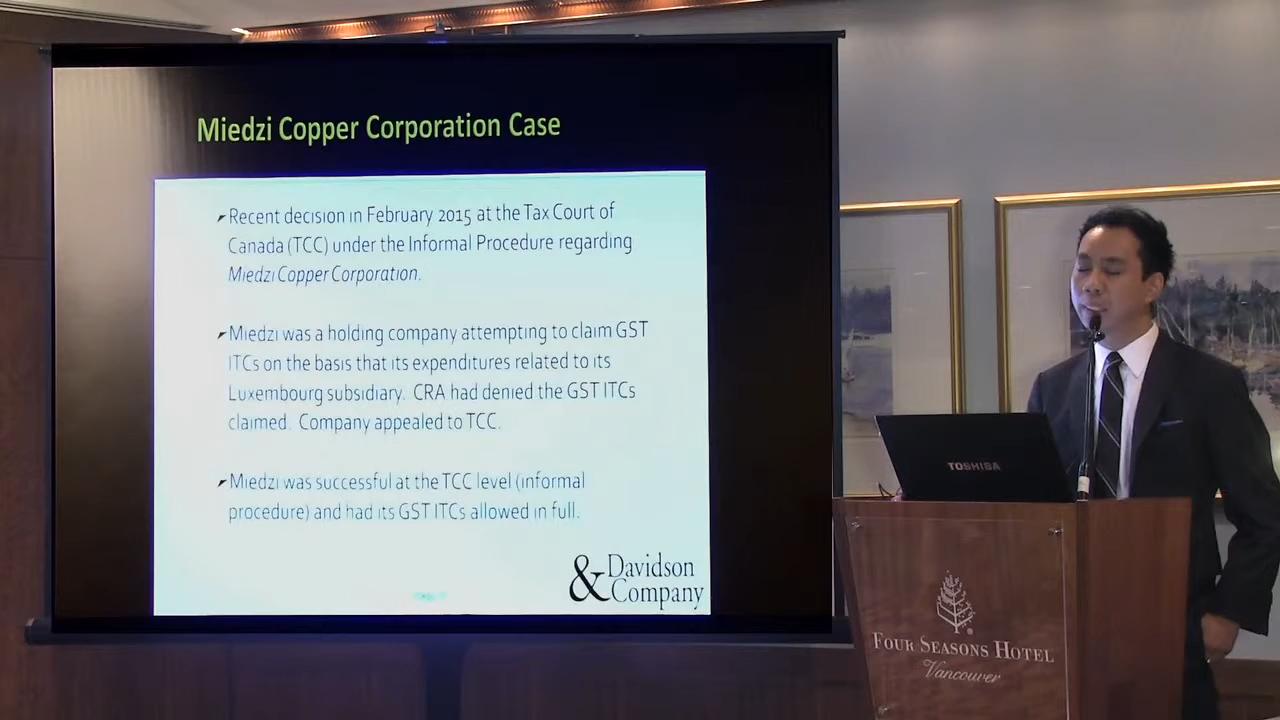 Miedzi Copper Corporation Case
Recent decision in February 2015 at the Tax Court of
Canada (TCC) under the Informal Procedure regarding
Miedzi Copper Corporation.
Miedzi was a holding company attempting to claim GST
ITCs on the basis that its expenditures related to its
Luxembourg subsidiary. CRA had denied the GST ITCs
claimed. Company appealed to TCC.
Miedzi was successful at the TCC level (informal
procedure) and had its GST ITCs allowed in full.
& Davidson
Company
TOSHIBA
FOUR SEASONS HOTEL
Vancouver